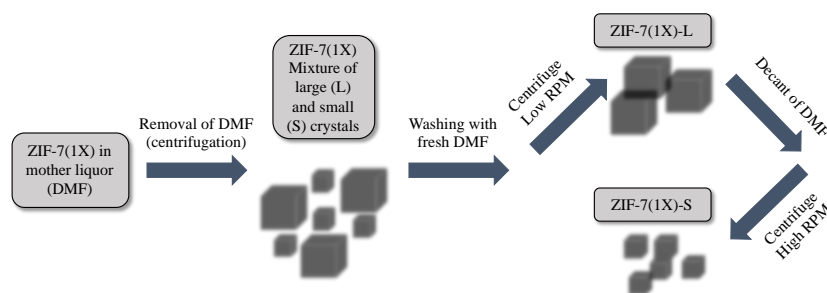 ZIF-7(1X) in
mother liquor
(DMF)
Removal of DMF
(centrifugation)
ZIF-7(1X)
Mixture of
large (L)
and small
(S) crystals
Washing with
fresh DMF
Centrifuge
Low RPM
ZIF-7(1X)-L
Decant of DMF
ZIF-7(1X)-S
Centrifuge
High RPM